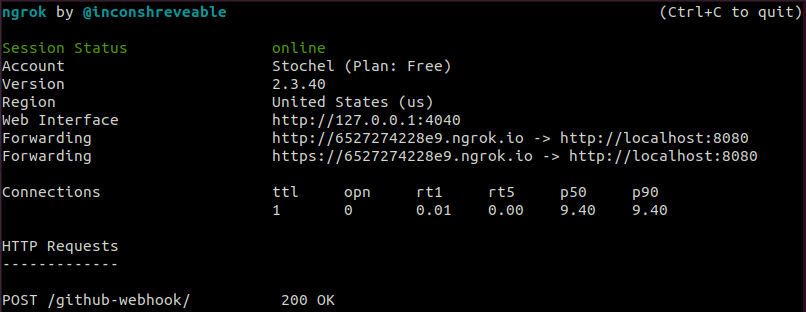 ngrok by @inconshreveable (Ctrl+C to quit)
Session Status online
Account Stochel (Plan: Free)
Version 2.3.40
Region United States (us)
Web Interface http://127.0.0.1:4040
Forwarding http://6527274228e9.ngrok.io -> http://localhost:8080
Forwarding https://6527274228e9.ngrok.io -> http://localhost:8080
Connections ttl opn rt1 rt5 p50 p90
1 0 0.01 0.00 9.40 9.40
HTTP Requests
-------------
POST /github-webhook/ 200 OK